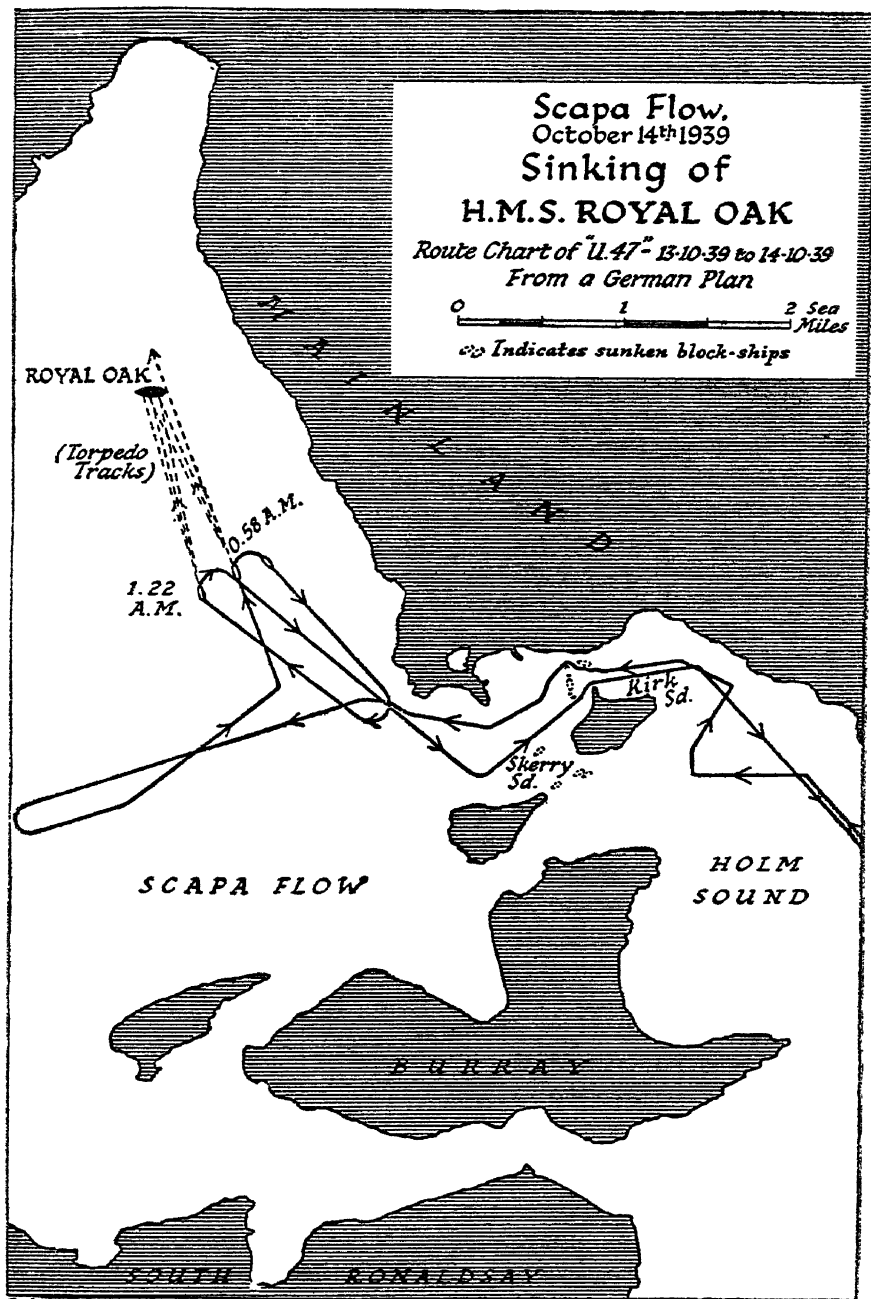 Scapa Flow.
October 14th 1939
Sinking of
H.M.S. ROYAL OAK
Route Chart of "U.47"- 13·10·39 to 14·10·39
From a German Plan
0 1 2 Sea
Miles
Indicates sunken block-ships
MAINLAND
ROYAL OAK
(Torpedo
Tracks)
0.58 A.M.
1.22
A.M.
Kirk
Sd.
Skerry
Sd.
SCAPA FLOW
HOLM
SOUND
BURRAY
SOUTH RONALDSAY